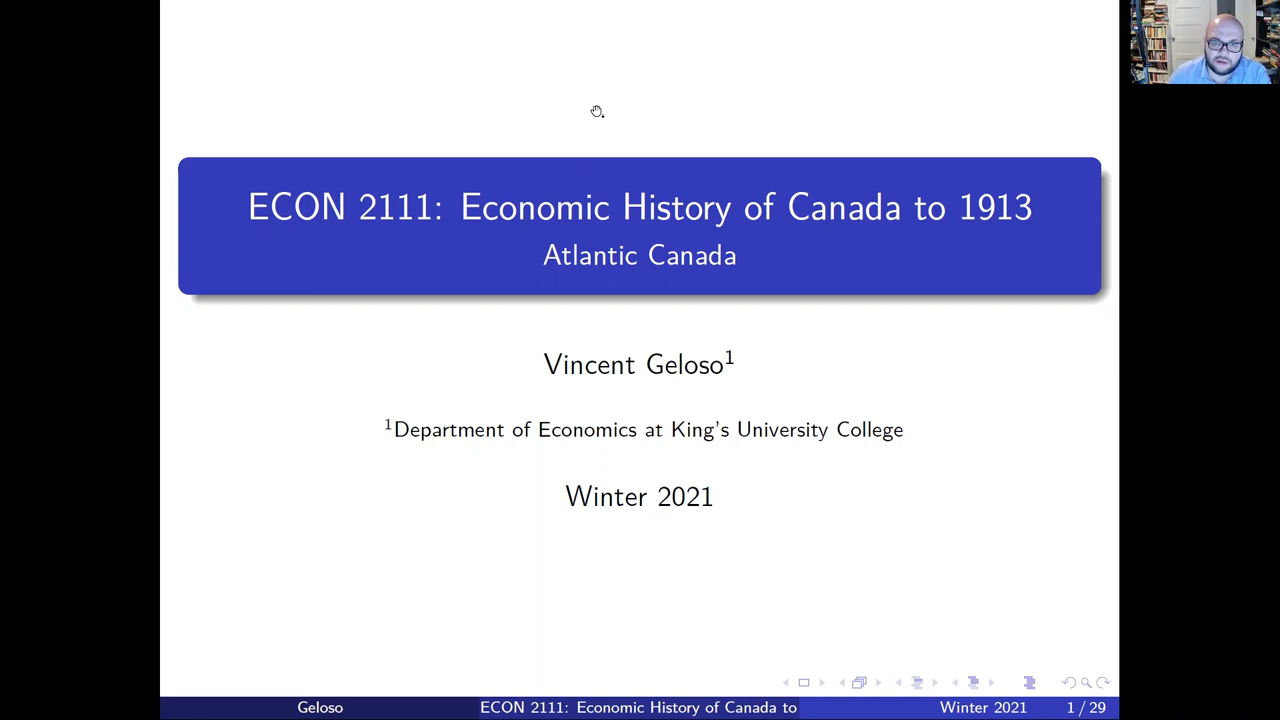 ECON 2111: Economic History of Canada to 1913
Atlantic Canada
Vincent Geloso¹
¹Department of Economics at King's University College
Winter 2021
Geloso
ECON 2111: Economic History of Canada to
Winter 2021
1 / 29